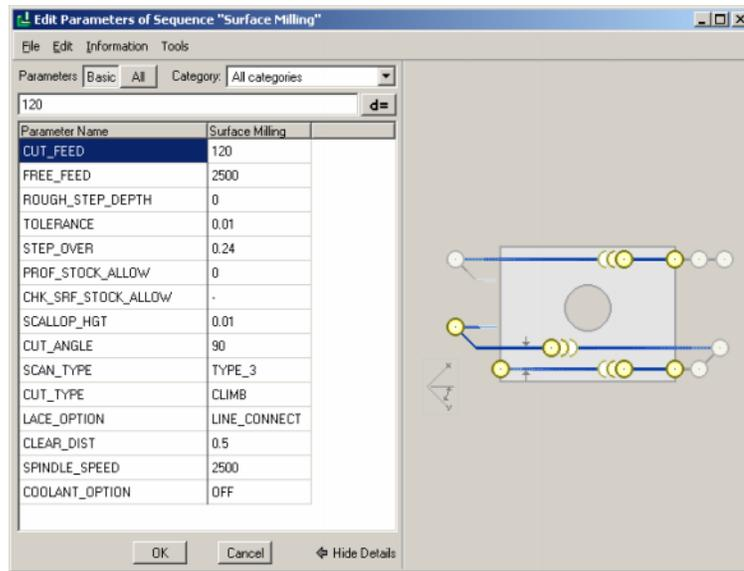 Edit Parameters of Sequence "Surface Milling"
File Edit Information Tools
Parameters Basic All Category: All categories
120 d=
Parameter Name Surface Milling
CUT_FEED 120
FREE_FEED 2500
ROUGH_STEP_DEPTH 0
TOLERANCE 0.01
STEP_OVER 0.24
PROF_STOCK_ALLOW 0
CHK_SRF_STOCK_ALLOW -
SCALLOP_HGT 0.01
CUT_ANGLE 90
SCAN_TYPE TYPE_3
CUT_TYPE CLIMB
LACE_OPTION LINE_CONNECT
CLEAR_DIST 0.5
SPINDLE_SPEED 2500
COOLANT_OPTION OFF
OK Cancel Hide Details